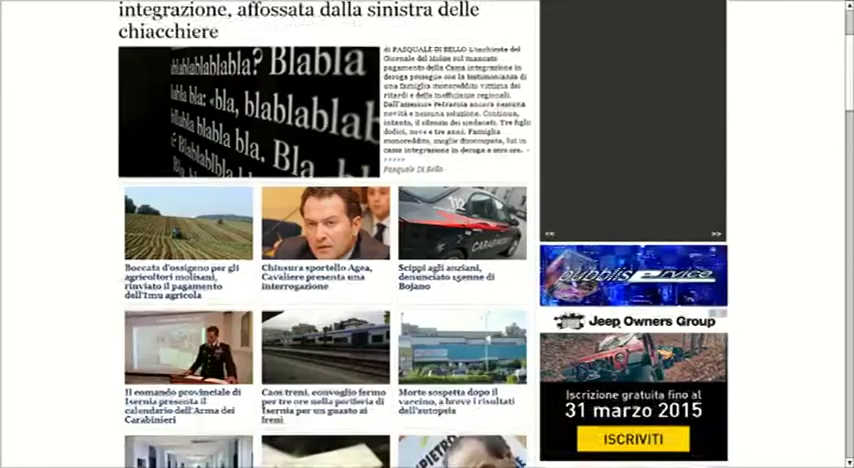 integrazione, affossata dalla sinistra delle
chiacchiere
blablablablabla? Blabla
bla: «bla, blablablab
blabla blabla bla. Bla
di PASQUALE DI BELLO L'inchiesta del
Giornale del Molise sul mancato
pagamento della Cassa integrazione in
deroga prosegue con la testimonianza di
una famiglia monoreddito vittima dei
ritardi e delle inefficienze regionali.
Dall'assessore Petraroia ancora nessuna
novità e nessuna soluzione. Continua,
intanto, il silenzio dei sindacati. Tre figli:
dodici, nove e tre anni. Famiglia
monoreddito, moglie disoccupata, lui in
cassa integrazione in deroga a zero ore. -
>>>>>
Pasquale Di Bello
112
CARABINIERI
Boccata d'ossigeno per gli
agricoltori molisani,
rinviato il pagamento
dell'Imu agricola
Chiusura sportello Agea,
Cavaliere presenta una
interrogazione
Scippi agli anziani,
denunciato 15enne di
Bojano
Il comando provinciale di
Isernia presenta il
calendario dell'Arma dei
Carabinieri
Caos treni, convoglio fermo
per tre ore nella periferia di
Isernia per un guasto ai
freni
Morte sospetta dopo il
vaccino, a breve i risultati
dell'autopsia
<< >>
pubbliservice
Jeep Owners Group
Iscrizione gratuita fino al
31 marzo 2015
ISCRIVITI